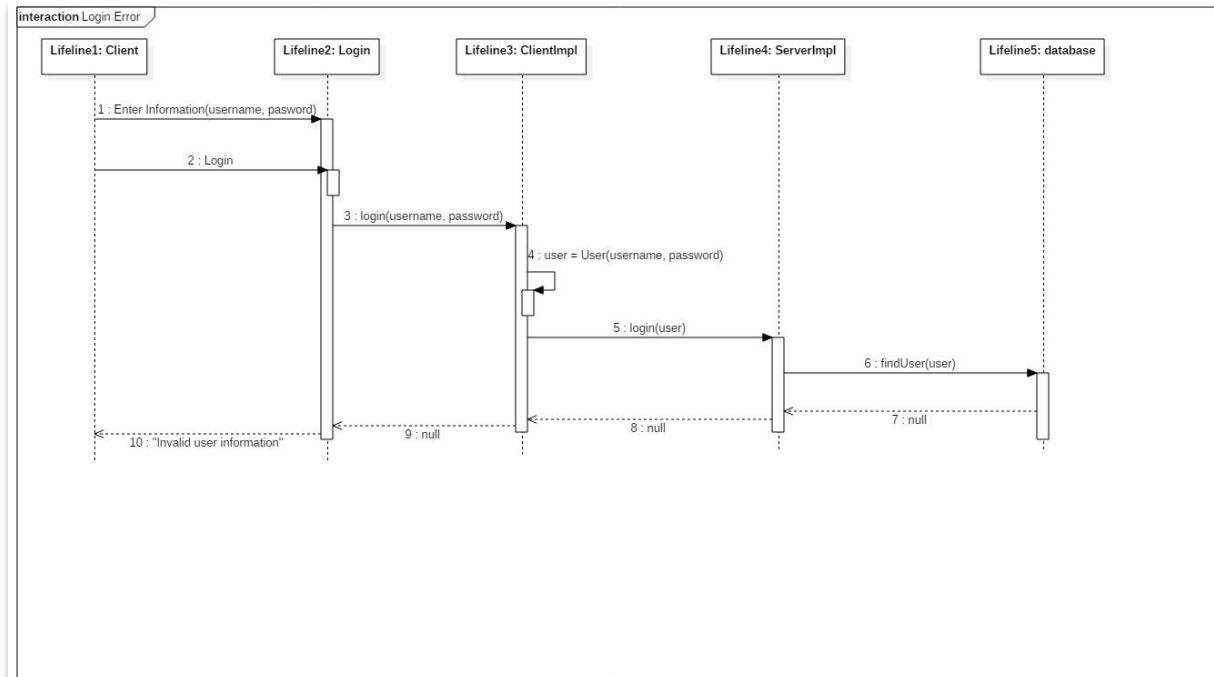 interaction Login Error
Lifeline1: Client
Lifeline2: Login
Lifeline3: ClientImpl
Lifeline4: ServerImpl
Lifeline5: database
1 : Enter Information(username, pasword)
2 : Login
3 : login(username, password)
4 : user = User(username, password)
5 : login(user)
6 : findUser(user)
7 : null
8 : null
9 : null
10 : "Invalid user information"